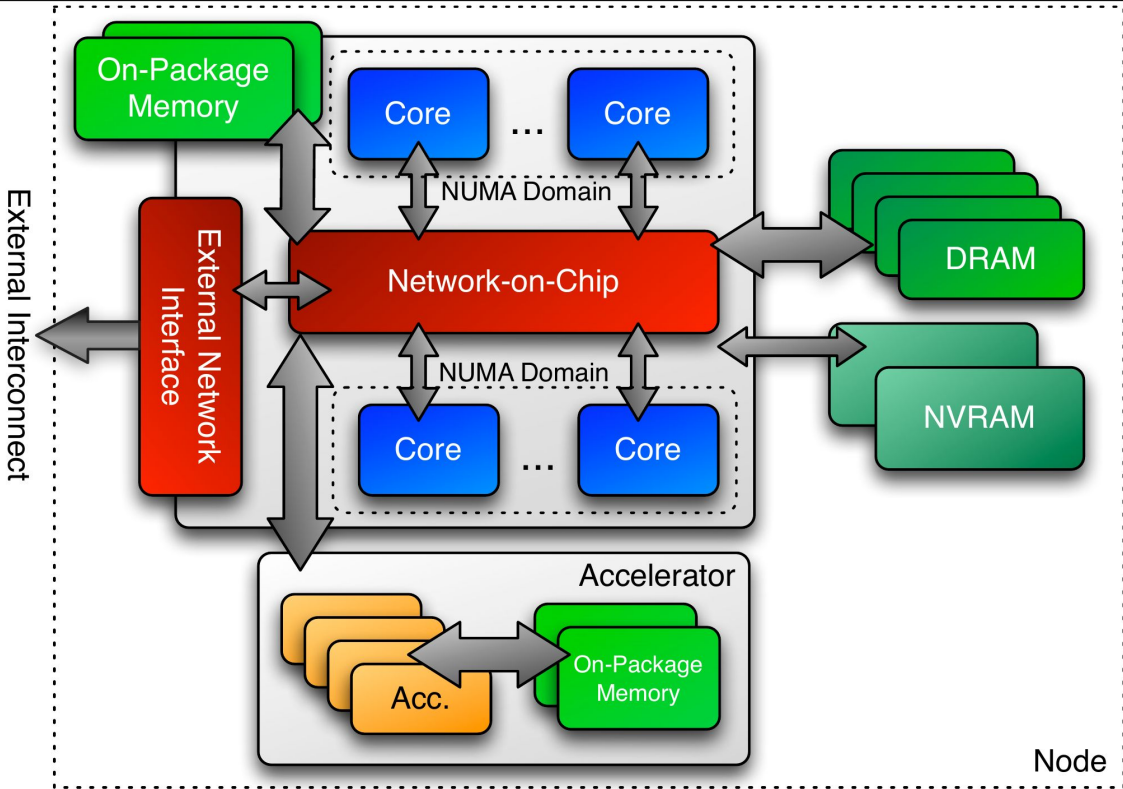 On-Package
Memory
Core
...
Core
NUMA Domain
External Interconnect
External Network
Interface
Network-on-Chip
DRAM
NUMA Domain
NVRAM
Core
...
Core
Accelerator
Acc.
On-Package
Memory
Node